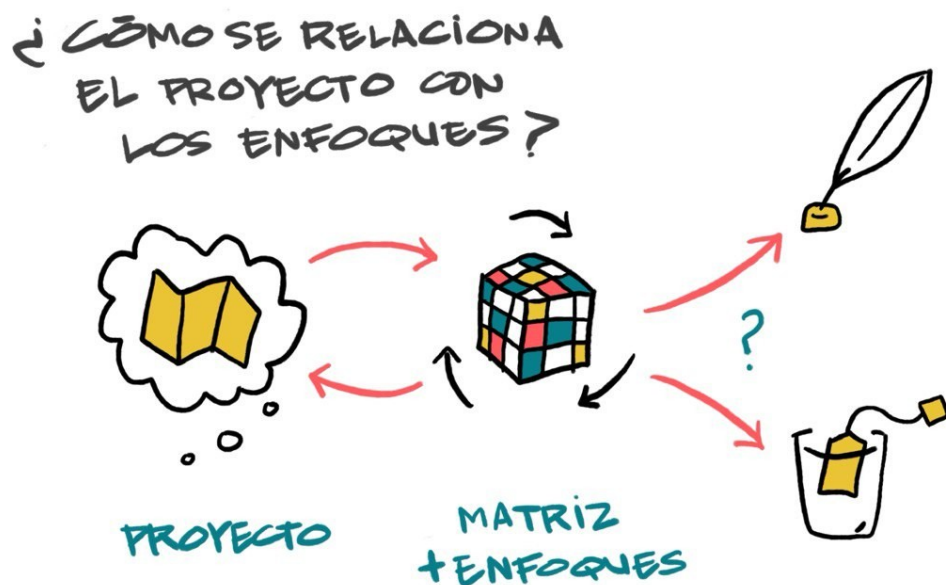 ¿CÓMO SE RELACIONA
EL PROYECTO CON
LOS ENFOQUES?
?
PROYECTO
MATRIZ
+ENFOQUES